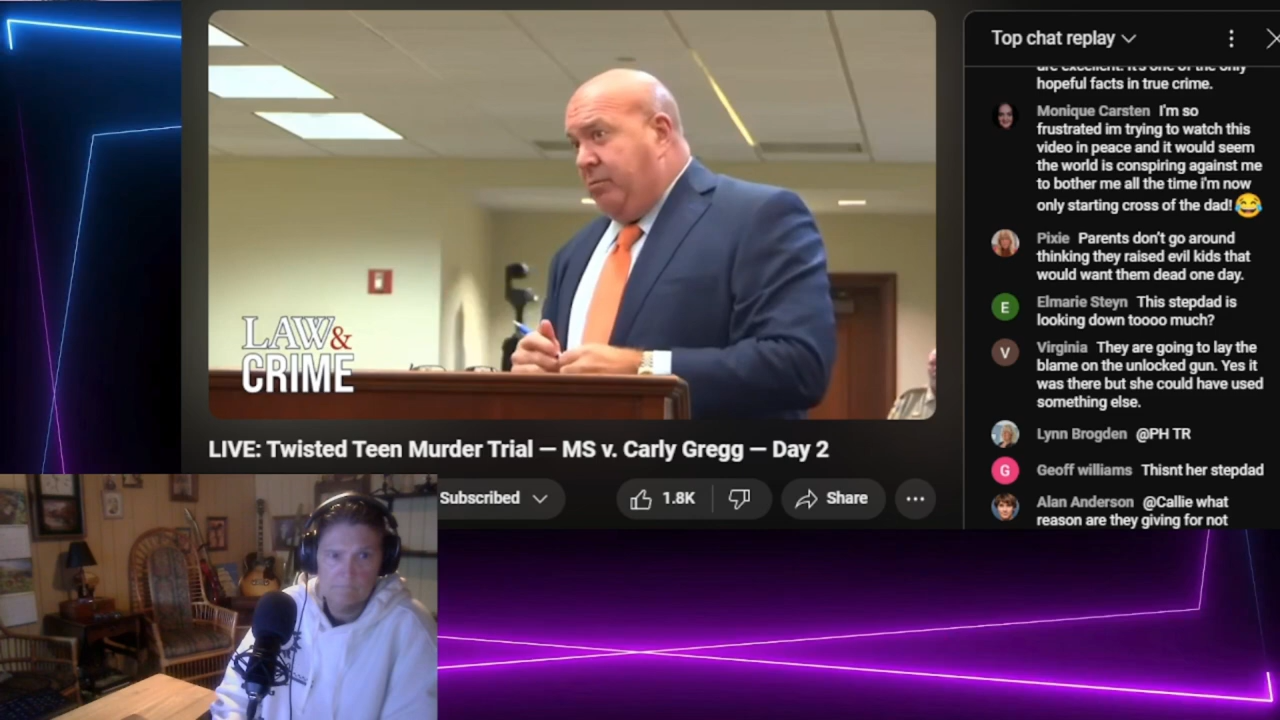 LAW&
CRIME
LIVE: Twisted Teen Murder Trial — MS v. Carly Gregg — Day 2
Subscribed
1.8K
Share
Top chat replay
are excellent. It's one of the only
hopeful facts in true crime.
Monique Carsten I'm so
frustrated im trying to watch this
video in peace and it would seem
the world is conspiring against me
to bother me all the time i'm now
only starting cross of the dad!😂
Pixie Parents don't go around
thinking they raised evil kids that
would want them dead one day.
E
Elmarie Steyn This stepdad is
looking down toooo much?
V
Virginia They are going to lay the
blame on the unlocked gun. Yes it
was there but she could have used
something else.
Lynn Brogden @PH TR
G
Geoff williams Thisnt her stepdad
Alan Anderson @Callie what
reason are they giving for not